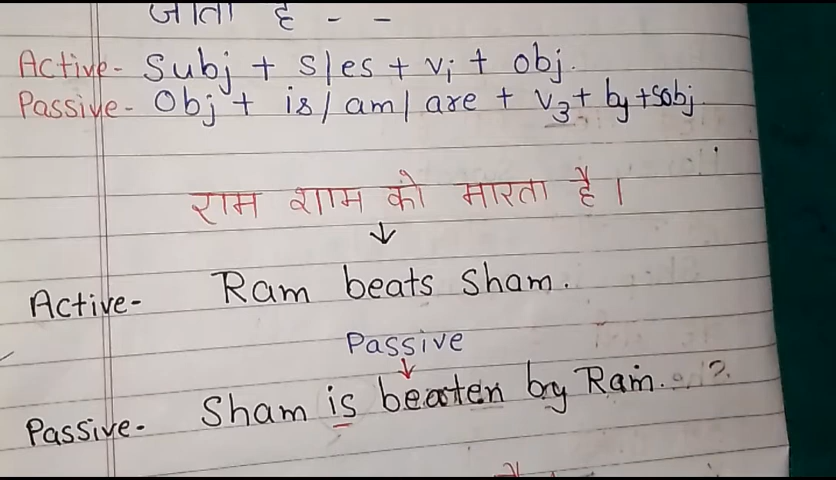 जाता है - -
Active- Subj + s/es + V1 + obj.
Passive- Obj + is/am/are + V3 + by + sobj.
राम शाम को मारता है।
↓
Active- Ram beats Sham.
Passive
↓
Passive- Sham is beaten by Ram. ?